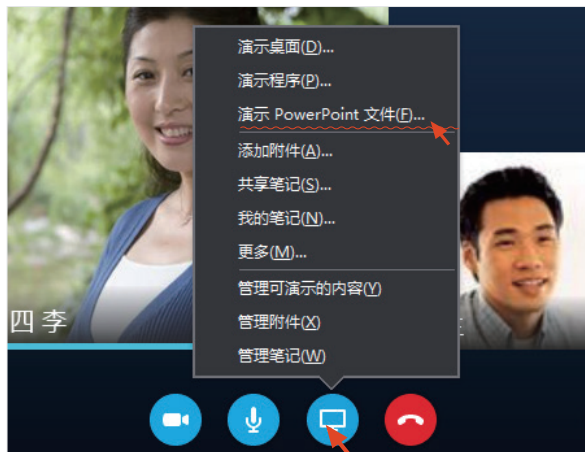 演示桌面(D)...
演示程序(P)...
演示 PowerPoint 文件(F)...
添加附件(A)...
共享笔记(S)...
我的笔记(N)...
更多(M)...
管理可演示的内容(Y)
管理附件(X)
管理笔记(W)
四 李